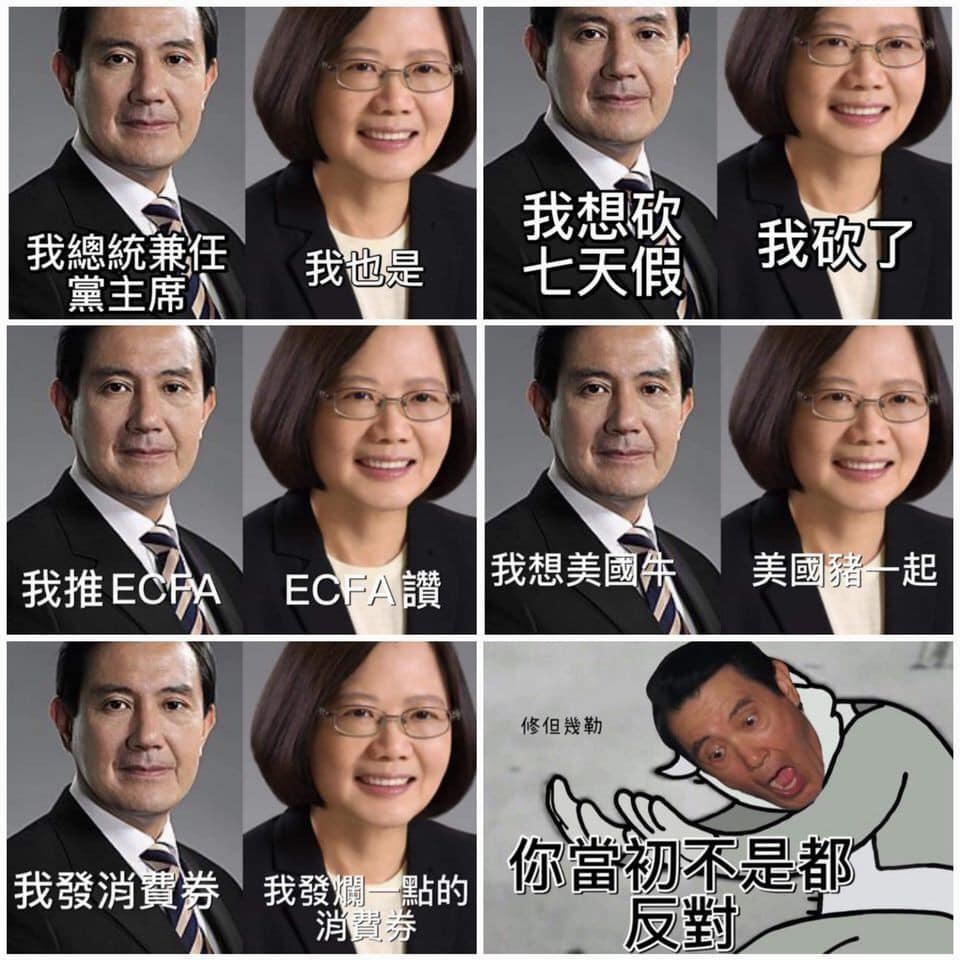 我總統兼任
黨主席
我也是
我想砍
七天假
我砍了
我推ECFA
ECFA讚
我想美國牛
美國豬一起
我發消費券
我發爛一點的
消費券
修但幾勒
你當初不是都
反對